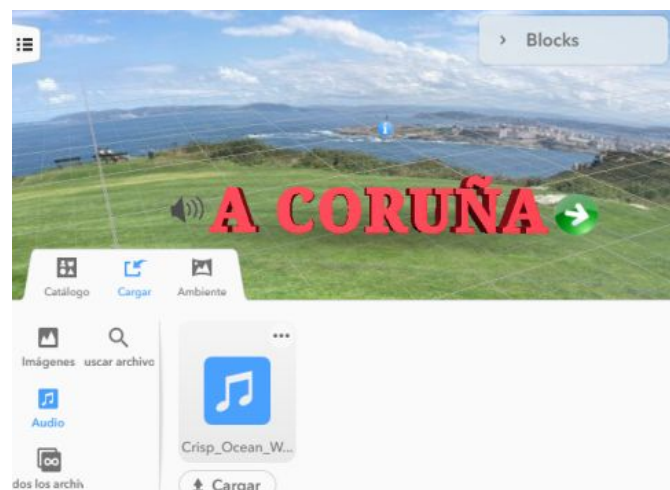 Blocks
A CORUÑA
Catálogo Cargar Ambiente
Imágenes uscar archivo
Audio
Crisp_Ocean_W...
dos los archiv
Cargar